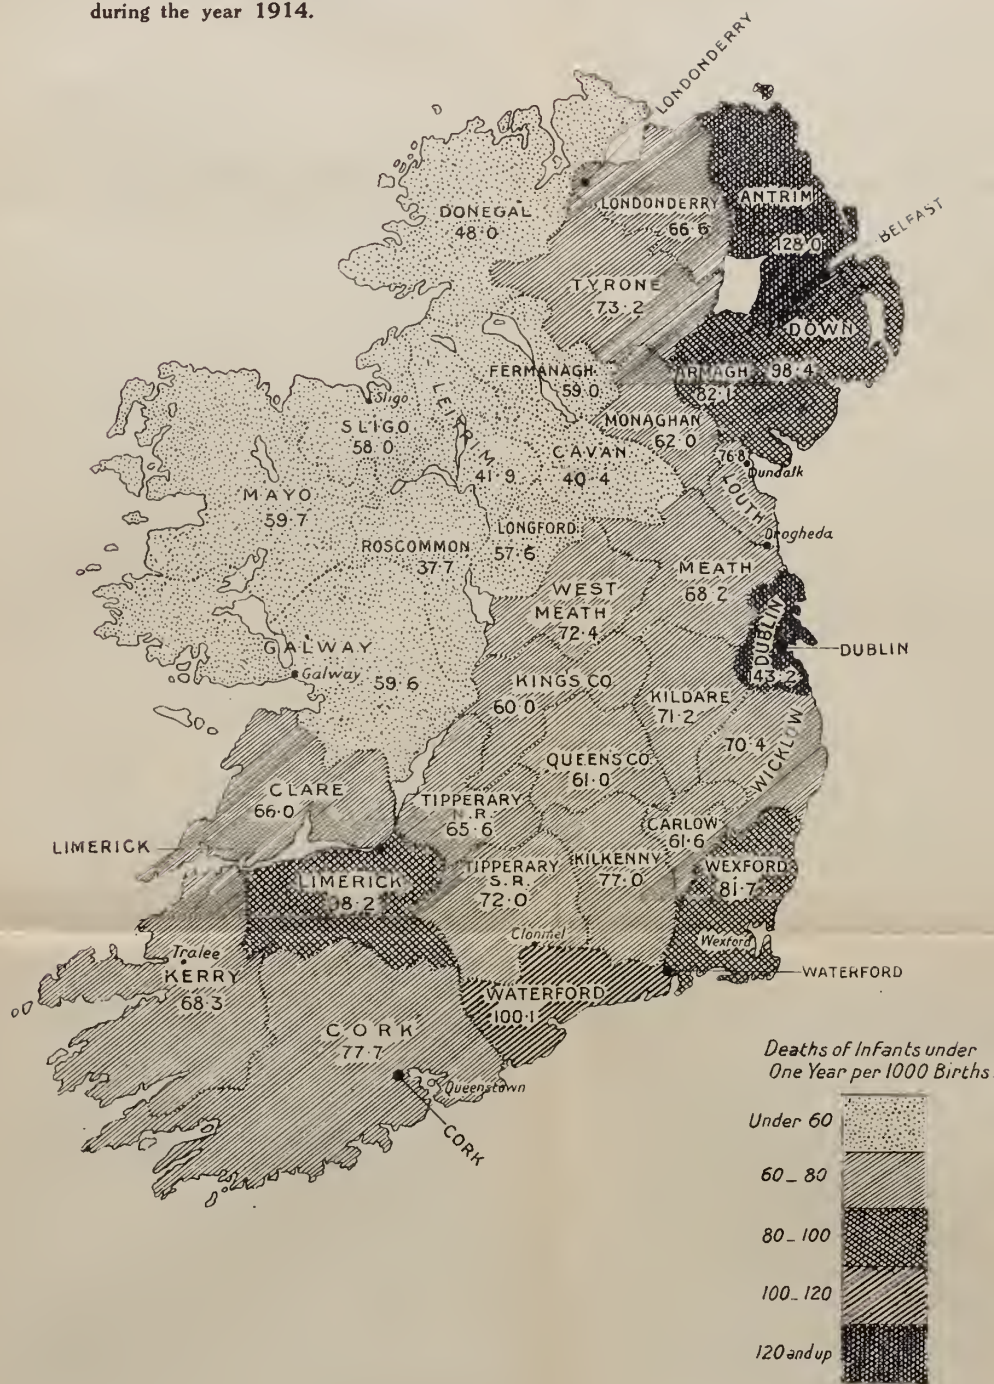 during the year 1914.
LONDONDERRY
DONEGAL
48·0
LONDONDERRY
66·6
ANTRIM
128·0
BELFAST
TYRONE
73·2
DOWN
98·4
FERMANAGH
59·0
ARMAGH
82·1
Sligo
SLIGO
58·0
LEITRIM
41·9
MONAGHAN
62·0
CAVAN
40·4
76·8
Dundalk
LOUTH
MAYO
59·7
ROSCOMMON
37·7
LONGFORD
57·6
Drogheda
MEATH
68·2
WEST
MEATH
72·4
DUBLIN
143·2
DUBLIN
GALWAY
Galway
59·6
KINGS CO
60·0
KILDARE
71·2
70·4
WICKLOW
QUEENS CO
61·0
CLARE
66·0
TIPPERARY
N.R.
65·6
CARLOW
61·6
LIMERICK
LIMERICK
98·2
TIPPERARY
S.R.
72·0
KILKENNY
77·0
WEXFORD
81·7
Clonmel
Wexford
Tralee
KERRY
68·3
WATERFORD
100·1
WATERFORD
CORK
77·7
Queenstown
CORK
Deaths of Infants under
One Year per 1000 Births
Under 60
60_80
80_100
100_120
120 and up